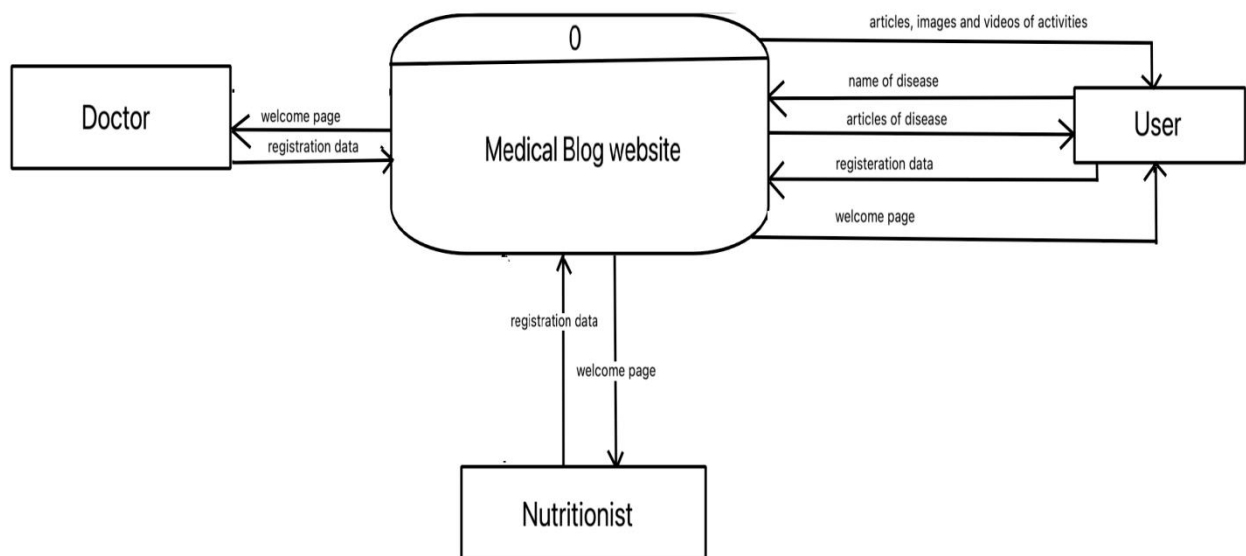 articles, images and videos of activities
0
name of disease
Doctor
welcome page
articles of disease
User
registration data
Medical Blog website
registeration data
welcome page
registration data
welcome page
Nutritionist